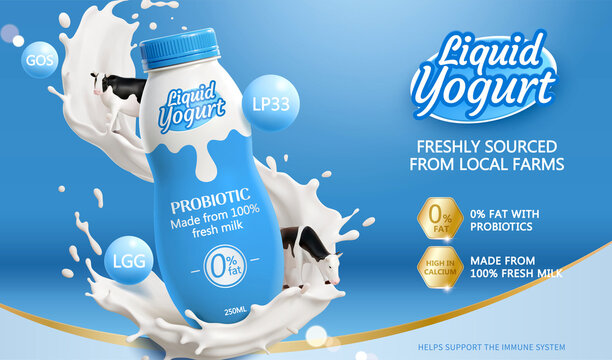 GOS
LP33
LGG
Liquid
Yogurt
PROBIOTIC
Made from 100%
fresh milk
0%
fat
250ML
Liquid
Yogurt
FRESHLY SOURCED
FROM LOCAL FARMS
0%
FAT
0% FAT WITH
PROBIOTICS
HIGH IN
CALCIUM
MADE FROM
100% FRESH MILK
HELPS SUPPORT THE IMMUNE SYSTEM